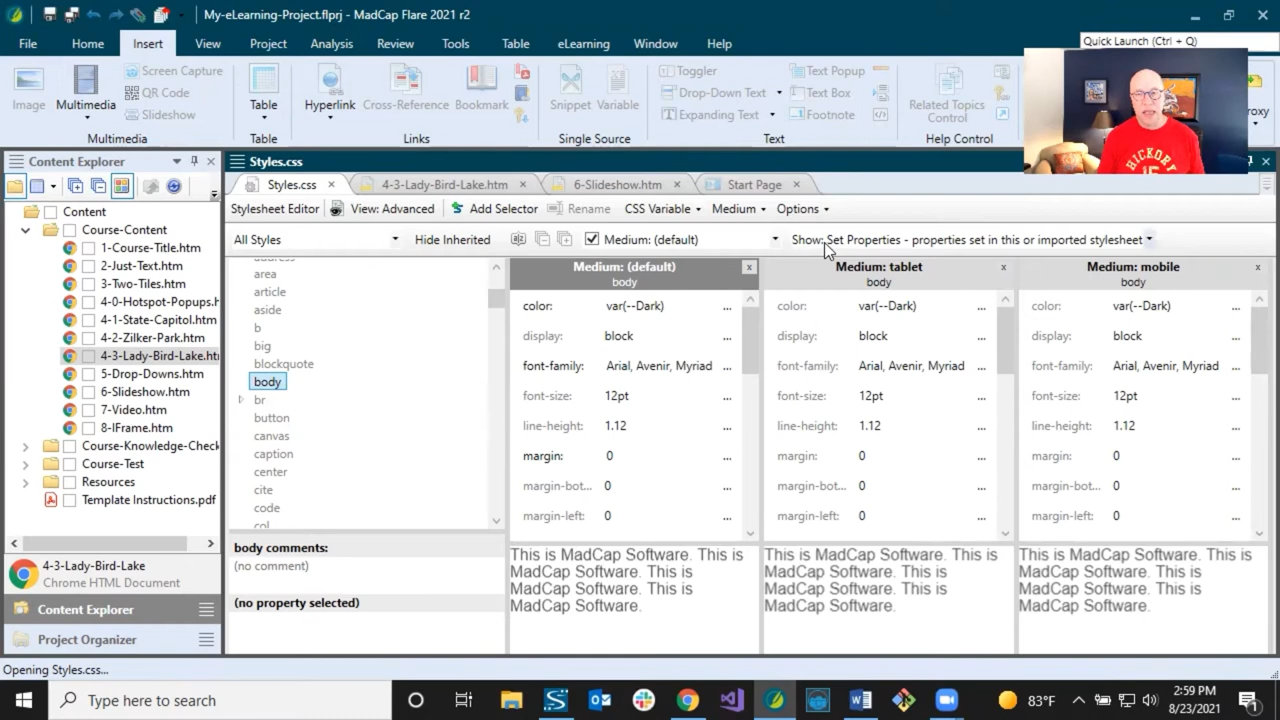 My-eLearning-Project.flprj - MadCap Flare 2021 r2
File Home Insert View Project Analysis Review Tools Table eLearning Window Help
Quick Launch (Ctrl + Q)
Image
Multimedia
Screen Capture
QR Code
Slideshow
Multimedia
Table
Table
Hyperlink
Cross-Reference
Bookmark
Links
Snippet
Variable
Single Source
Toggler
Drop-Down Text
Expanding Text
Text Popup
Text Box
Footnote
Text
Related Topics
Control
Help Control
Proxy
HICKORY
Content Explorer
Content
Course-Content
1-Course-Title.htm
2-Just-Text.htm
3-Two-Tiles.htm
4-0-Hotspot-Popups.h
4-1-State-Capitol.htm
4-2-Zilker-Park.htm
4-3-Lady-Bird-Lake.ht
5-Drop-Downs.htm
6-Slideshow.htm
7-Video.htm
8-IFrame.htm
Course-Knowledge-Check
Course-Test
Resources
Template Instructions.pdf
4-3-Lady-Bird-Lake
Chrome HTML Document
Content Explorer
Project Organizer
Styles.css
Styles.css 4-3-Lady-Bird-Lake.htm 6-Slideshow.htm Start Page
Stylesheet Editor View: Advanced Add Selector Rename CSS Variable Medium Options
All Styles Hide Inherited Medium: (default) Show: Set Properties - properties set in this or imported stylesheet
area
article
aside
b
big
blockquote
body
br
button
canvas
caption
center
cite
code
col
body comments:
(no comment)
(no property selected)
Medium: (default)
body
color: var(--Dark) ...
display: block ...
font-family: Arial, Avenir, Myriad
font-size: 12pt ...
line-height: 1.12 ...
margin: 0 ...
margin-bot... 0 ...
margin-left: 0 ...
This is MadCap Software. This is
MadCap Software. This is
MadCap Software. This is
MadCap Software.
Medium: tablet
body
color: var(--Dark) ...
display: block ...
font-family: Arial, Avenir, Myriad
font-size: 12pt ...
line-height: 1.12 ...
margin: 0 ...
margin-bot... 0 ...
margin-left: 0 ...
This is MadCap Software. This is
MadCap Software. This is
MadCap Software. This is
MadCap Software.
Medium: mobile
body
color: var(--Dark) ...
display: block ...
font-family: Arial, Avenir, Myriad
font-size: 12pt ...
line-height: 1.12 ...
margin: 0 ...
margin-bot... 0 ...
margin-left: 0 ...
This is MadCap Software. This is
MadCap Software. This is
MadCap Software. This is
MadCap Software.
Opening Styles.css...
Type here to search
83°F
2:59 PM
8/23/2021
1